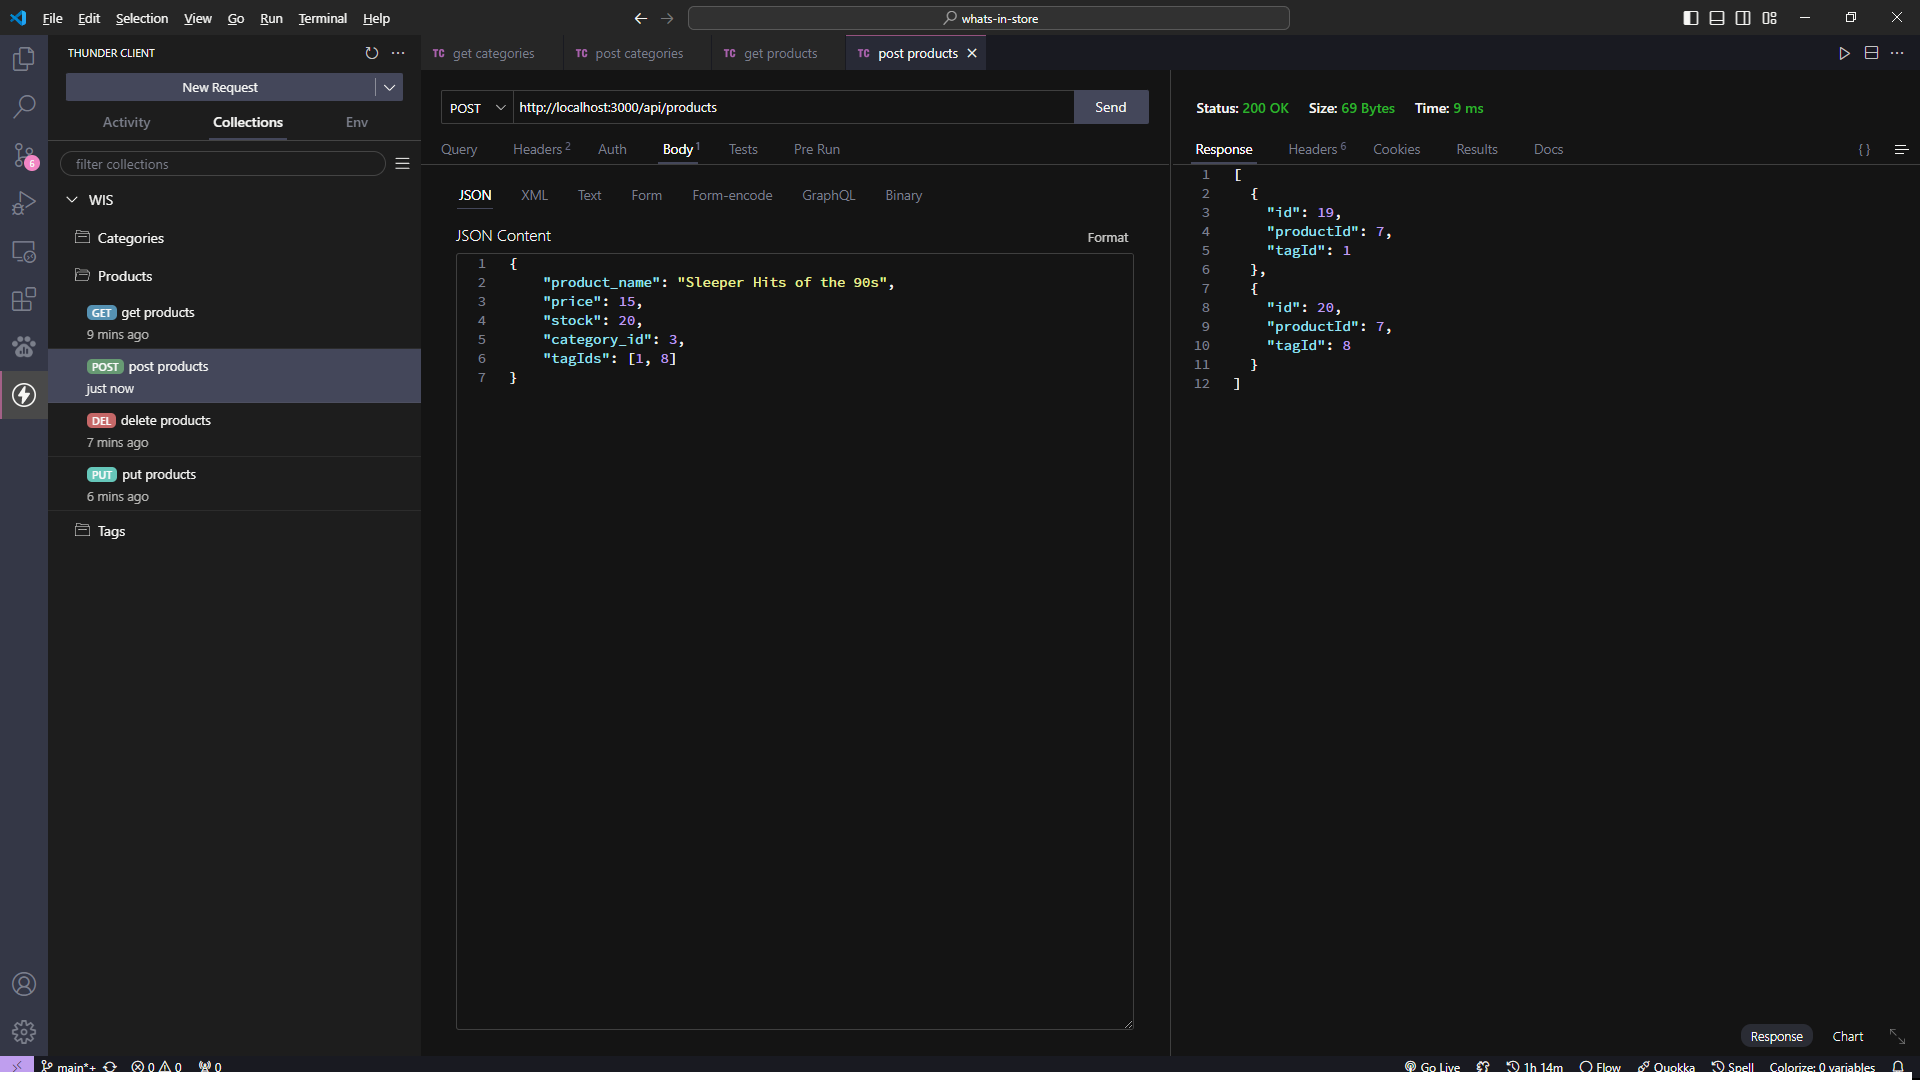 File Edit Selection View Go Run Terminal Help
whats-in-store
THUNDER CLIENT
New Request
Activity Collections Env
filter collections
WIS
Categories
Products
GET get products
9 mins ago
POST post products
just now
DEL delete products
7 mins ago
PUT put products
6 mins ago
Tags
6
TC get categories TC post categories TC get products TC post products
POST http://localhost:3000/api/products Send
Query Headers 2 Auth Body 1 Tests Pre Run
JSON XML Text Form Form-encode GraphQL Binary
JSON Content Format
1 {
2 "product_name": "Sleeper Hits of the 90s",
3 "price": 15,
4 "stock": 20,
5 "category_id": 3,
6 "tagIds": [1, 8]
7 }
Status: 200 OK Size: 69 Bytes Time: 9 ms
Response Headers 6 Cookies Results Docs { }
1 [
2 {
3 "id": 19,
4 "productId": 7,
5 "tagId": 1
6 },
7 {
8 "id": 20,
9 "productId": 7,
10 "tagId": 8
11 }
12 ]
Response Chart
main*+ 0 0 0 Go Live 1h 14m Flow Quokka Spell Colorize: 0 variables